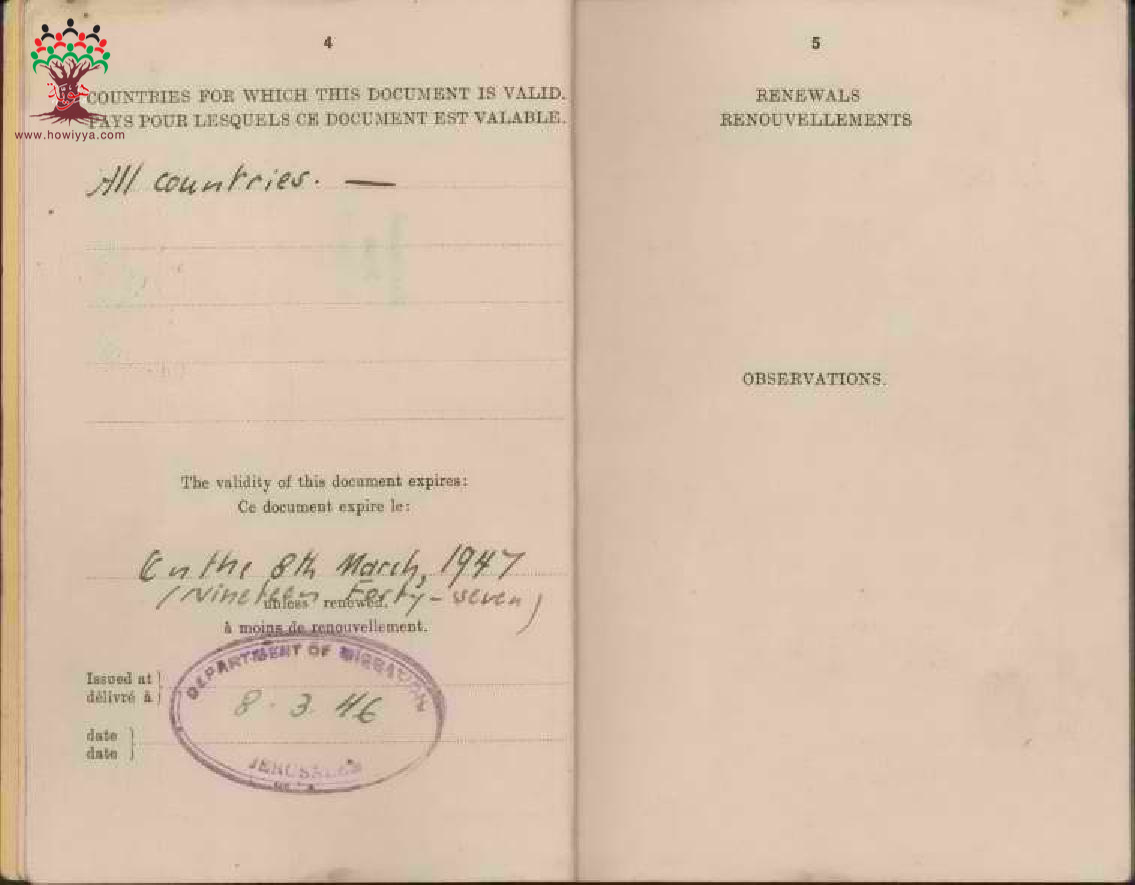 4
COUNTRIES FOR WHICH THIS DOCUMENT IS VALID.
PAYS POUR LESQUELS CE DOCUMENT EST VALABLE.
www.howiyya.com
All countries. —
The validity of this document expires:
Ce document expire le:
On the 8th March, 1947
(Nineteen Forty-seven)
unless renewed.
à moins de renouvellement.
Issued at
délivré à
DEPARTMENT OF MIGRATION
8.3.46
JERUSALEM
date
date
5
RENEWALS
RENOUVELLEMENTS
OBSERVATIONS.